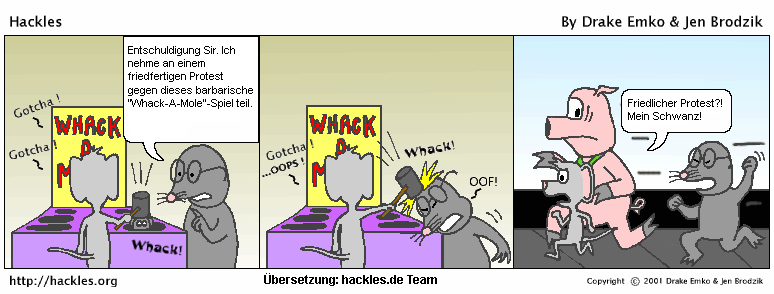 Hackles
By Drake Emko & Jen Brodzik
Entschuldigung Sir. Ich
nehme an einem
friedfertigen Protest
gegen dieses barbarische
"Whack-A-Mole"-Spiel teil.
Gotcha !
Gotcha !
WHACK
A
M
Whack!
Gotcha !
...OOPS !
WHACK
A
M
Whack!
OOF!
Friedlicher Protest?!
Mein Schwanz!
http://hackles.org
Übersetzung: hackles.de Team
Copyright © 2001 Drake Emko & Jen Brodzik